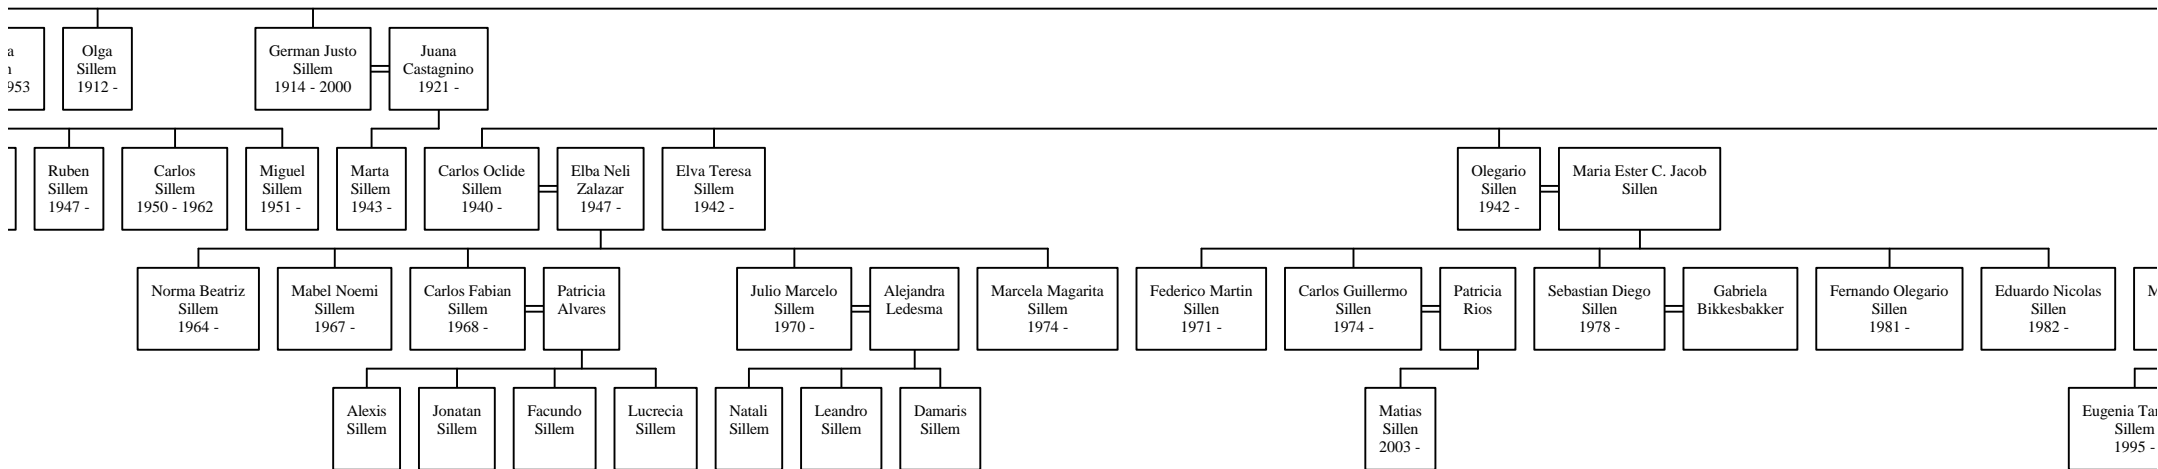 Olga
Sillem
1912 -
German Justo
Sillem
1914 - 2000
Juana
Castagnino
1921 -
Ruben
Sillem
1947 -
Carlos
Sillem
1950 - 1962
Miguel
Sillem
1951 -
Marta
Sillem
1943 -
Carlos Oclide
Sillem
1940 -
Elba Neli
Zalazar
1947 -
Elva Teresa
Sillem
1942 -
Olegario
Sillen
1942 -
Maria Ester C. Jacob
Sillen
Norma Beatriz
Sillem
1964 -
Mabel Noemi
Sillem
1967 -
Carlos Fabian
Sillem
1968 -
Patricia
Alvares
Julio Marcelo
Sillem
1970 -
Alejandra
Ledesma
Marcela Magarita
Sillem
1974 -
Federico Martin
Sillen
1971 -
Carlos Guillermo
Sillen
1974 -
Patricia
Rios
Sebastian Diego
Sillen
1978 -
Gabriela
Bikkesbakker
Fernando Olegario
Sillen
1981 -
Eduardo Nicolas
Sillen
1982 -
Alexis
Sillem
Jonatan
Sillem
Facundo
Sillem
Lucrecia
Sillem
Natali
Sillem
Leandro
Sillem
Damaris
Sillem
Matias
Sillen
2003 -
Eugenia
Sillem
1995 -